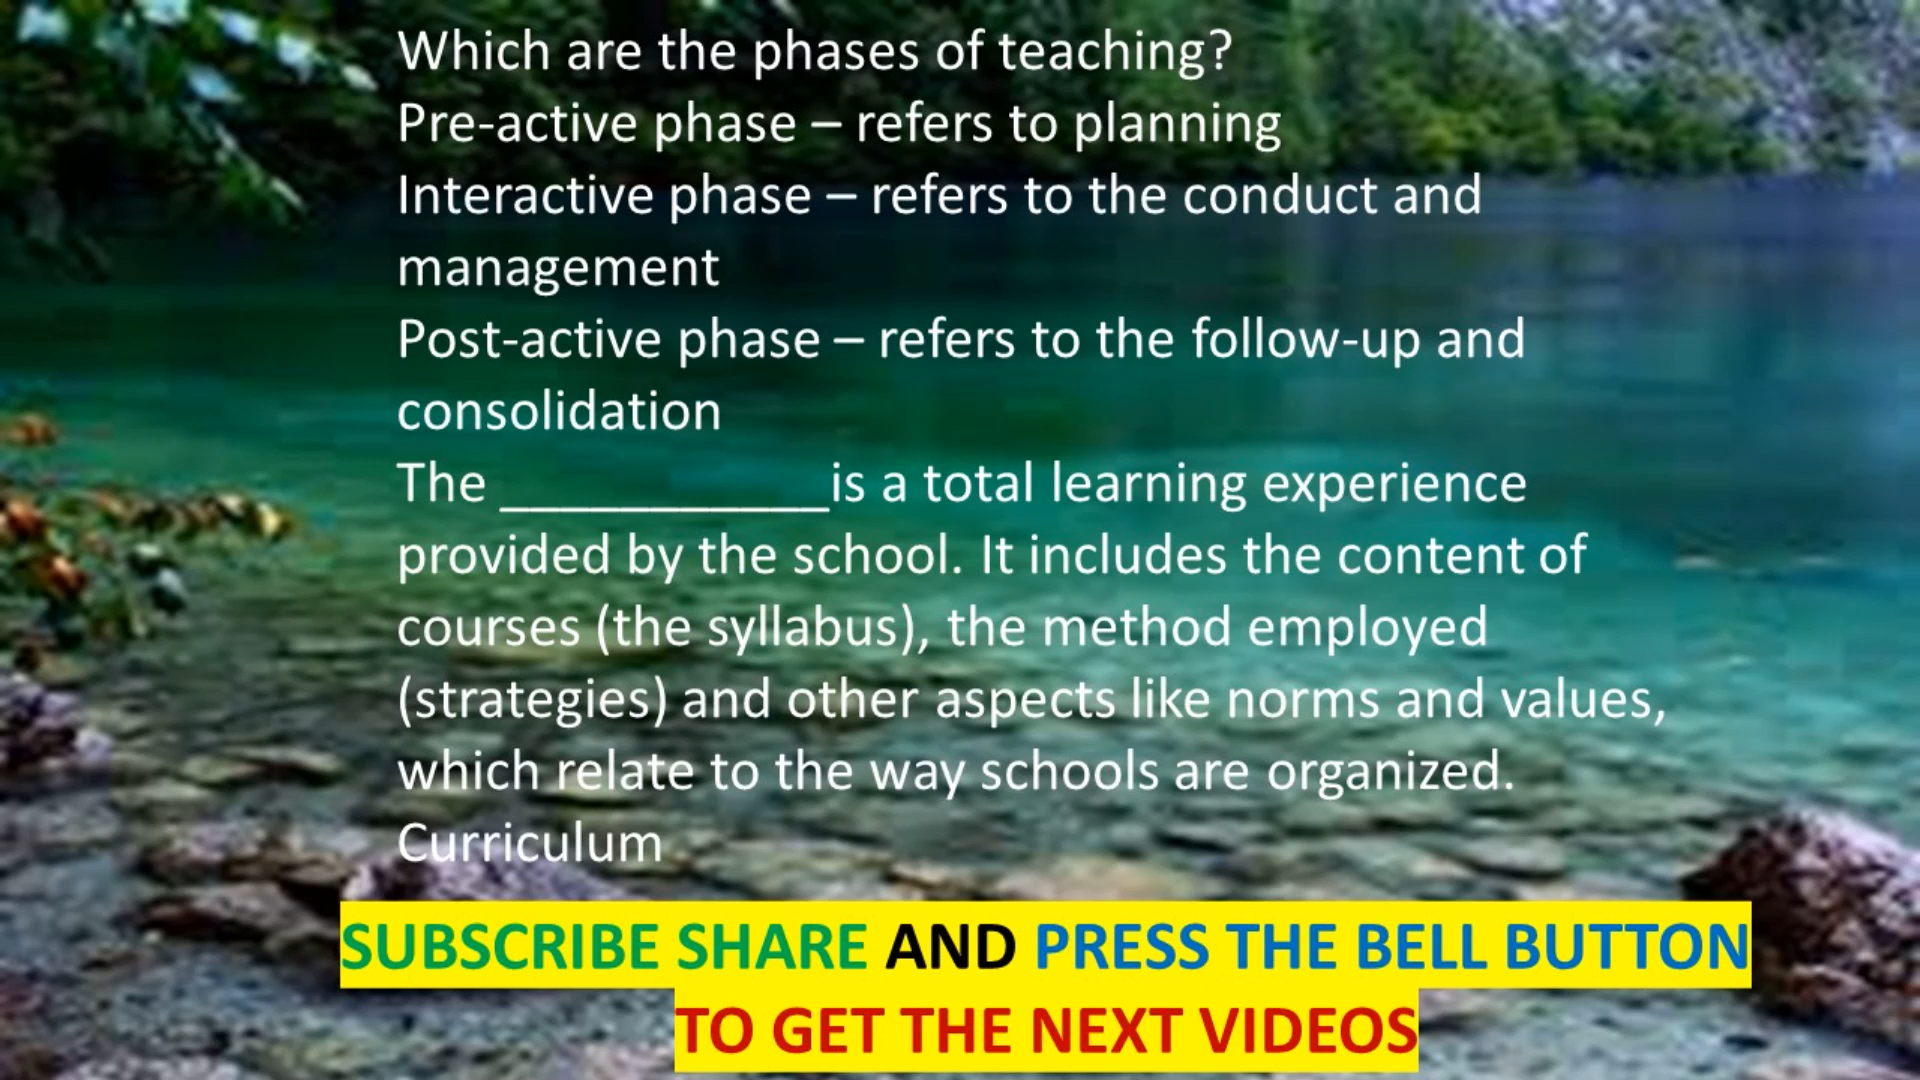 Which are the phases of teaching?
Pre-active phase – refers to planning
Interactive phase – refers to the conduct and
management
Post-active phase – refers to the follow-up and
consolidation
The ____________is a total learning experience
provided by the school. It includes the content of
courses (the syllabus), the method employed
(strategies) and other aspects like norms and values,
which relate to the way schools are organized.
Curriculum
SUBSCRIBE SHARE AND PRESS THE BELL BUTTON
TO GET THE NEXT VIDEOS